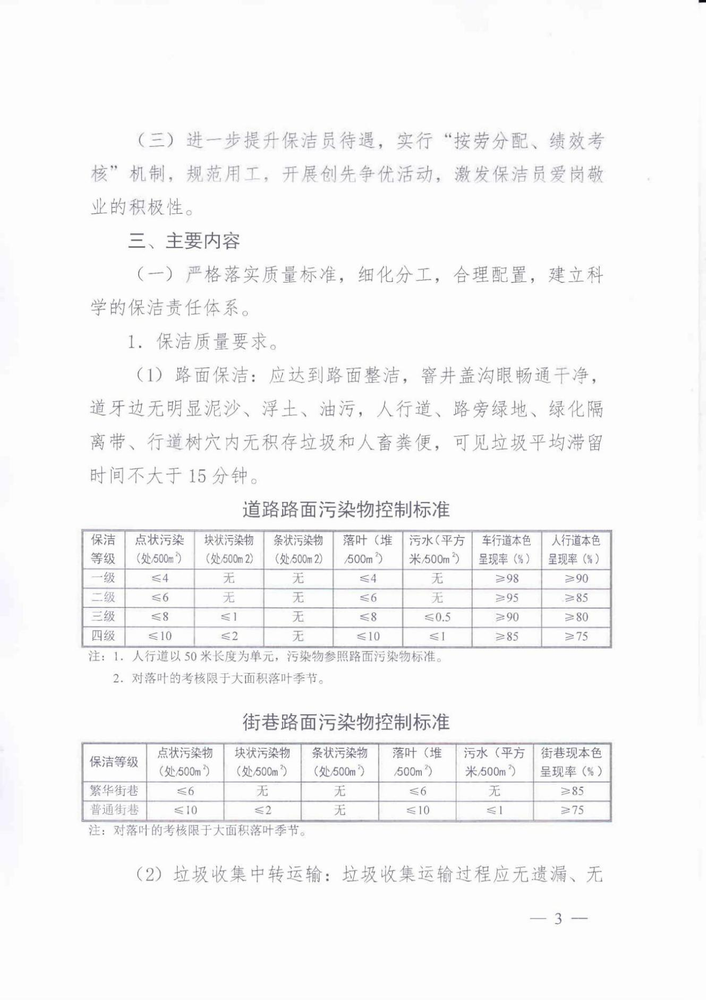 （三）进一步提升保洁员待遇，实行“按劳分配、绩效考
核”机制，规范用工，开展创先争优活动，激发保洁员爱岗敬
业的积极性。
三、主要内容
（一）严格落实质量标准，细化分工，合理配置，建立科
学的保洁责任体系。
1. 保洁质量要求。
（1）路面保洁：应达到路面整洁，窨井盖沟眼畅通干净，
道牙边无明显泥沙、浮土、油污，人行道、路旁绿地、绿化隔
离带、行道树穴内无积存垃圾和人畜粪便，可见垃圾平均滞留
时间不大于 15 分钟。
道路路面污染物控制标准
保洁 点状污染 块状污染物 条状污染物 落叶（堆 污水（平方 车行道本色 人行道本色
等级 （处/500m²） （处/500m2） （处/500m2） /500m²） 米/500m²） 呈现率（%） 呈现率（%）
一级 ≤4 无 无 ≤4 无 ≥98 ≥90
二级 ≤6 无 无 ≤6 无 ≥95 ≥85
三级 ≤8 ≤1 无 ≤8 ≤0.5 ≥90 ≥80
四级 ≤10 ≤2 无 ≤10 ≤1 ≥85 ≥75
注：1. 人行道以 50 米长度为单元，污染物参照路面污染物标准。
2. 对落叶的考核限于大面积落叶季节。
街巷路面污染物控制标准
保洁等级 点状污染物 块状污染物 条状污染物 落叶（堆 污水（平方 街巷现本色
（处/500m²） （处/500m²） （处/500m²） /500m²） 米/500m²） 呈现率（%）
繁华街巷 ≤6 无 无 ≤6 无 ≥85
普通街巷 ≤10 ≤2 无 ≤10 ≤1 ≥75
注：对落叶的考核限于大面积落叶季节。
（2）垃圾收集中转运输：垃圾收集运输过程应无遗漏、无
— 3 —